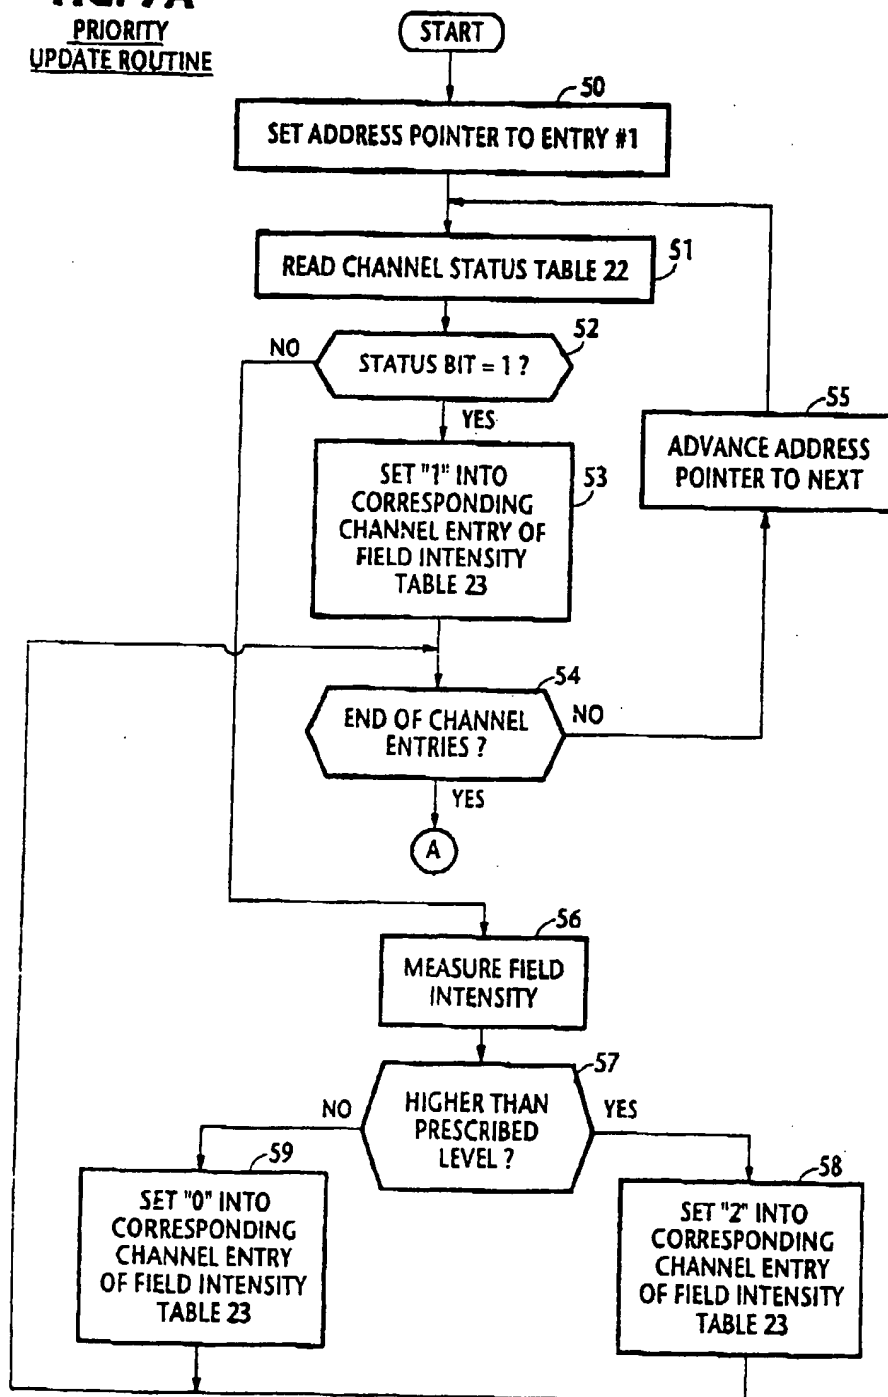 PRIORITY
UPDATE ROUTINE
START
50
SET ADDRESS POINTER TO ENTRY #1
51
READ CHANNEL STATUS TABLE 22
52
NO
STATUS BIT = 1 ?
YES
55
ADVANCE ADDRESS
POINTER TO NEXT
53
SET "1" INTO
CORRESPONDING
CHANNEL ENTRY OF
FIELD INTENSITY
TABLE 23
54
END OF CHANNEL
ENTRIES ?
NO
YES
A
56
MEASURE FIELD
INTENSITY
57
NO
HIGHER THAN
PRESCRIBED
LEVEL ?
YES
59
SET "0" INTO
CORRESPONDING
CHANNEL ENTRY
OF FIELD INTENSITY
TABLE 23
58
SET "2" INTO
CORRESPONDING
CHANNEL ENTRY
OF FIELD INTENSITY
TABLE 23